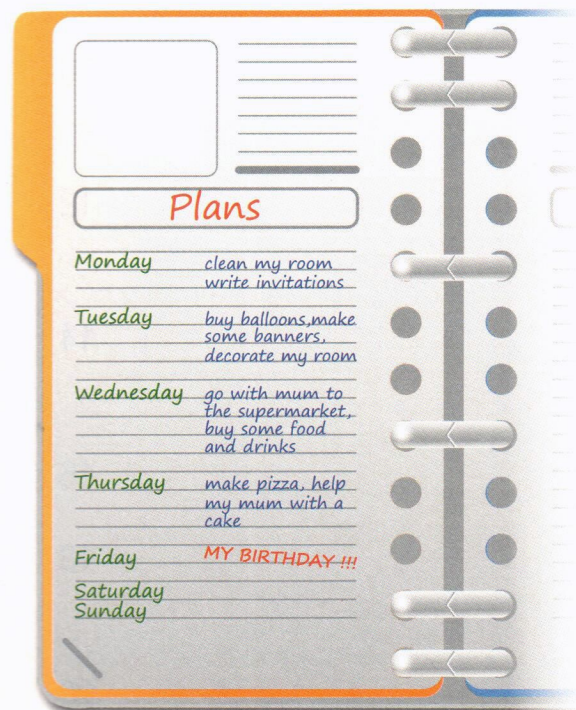 Plans
Monday clean my room
write invitations
Tuesday buy balloons,make
some banners,
decorate my room
Wednesday go with mum to
the supermarket,
buy some food
and drinks
Thursday make pizza, help
my mum with a
cake
Friday MY BIRTHDAY !!!
Saturday
Sunday